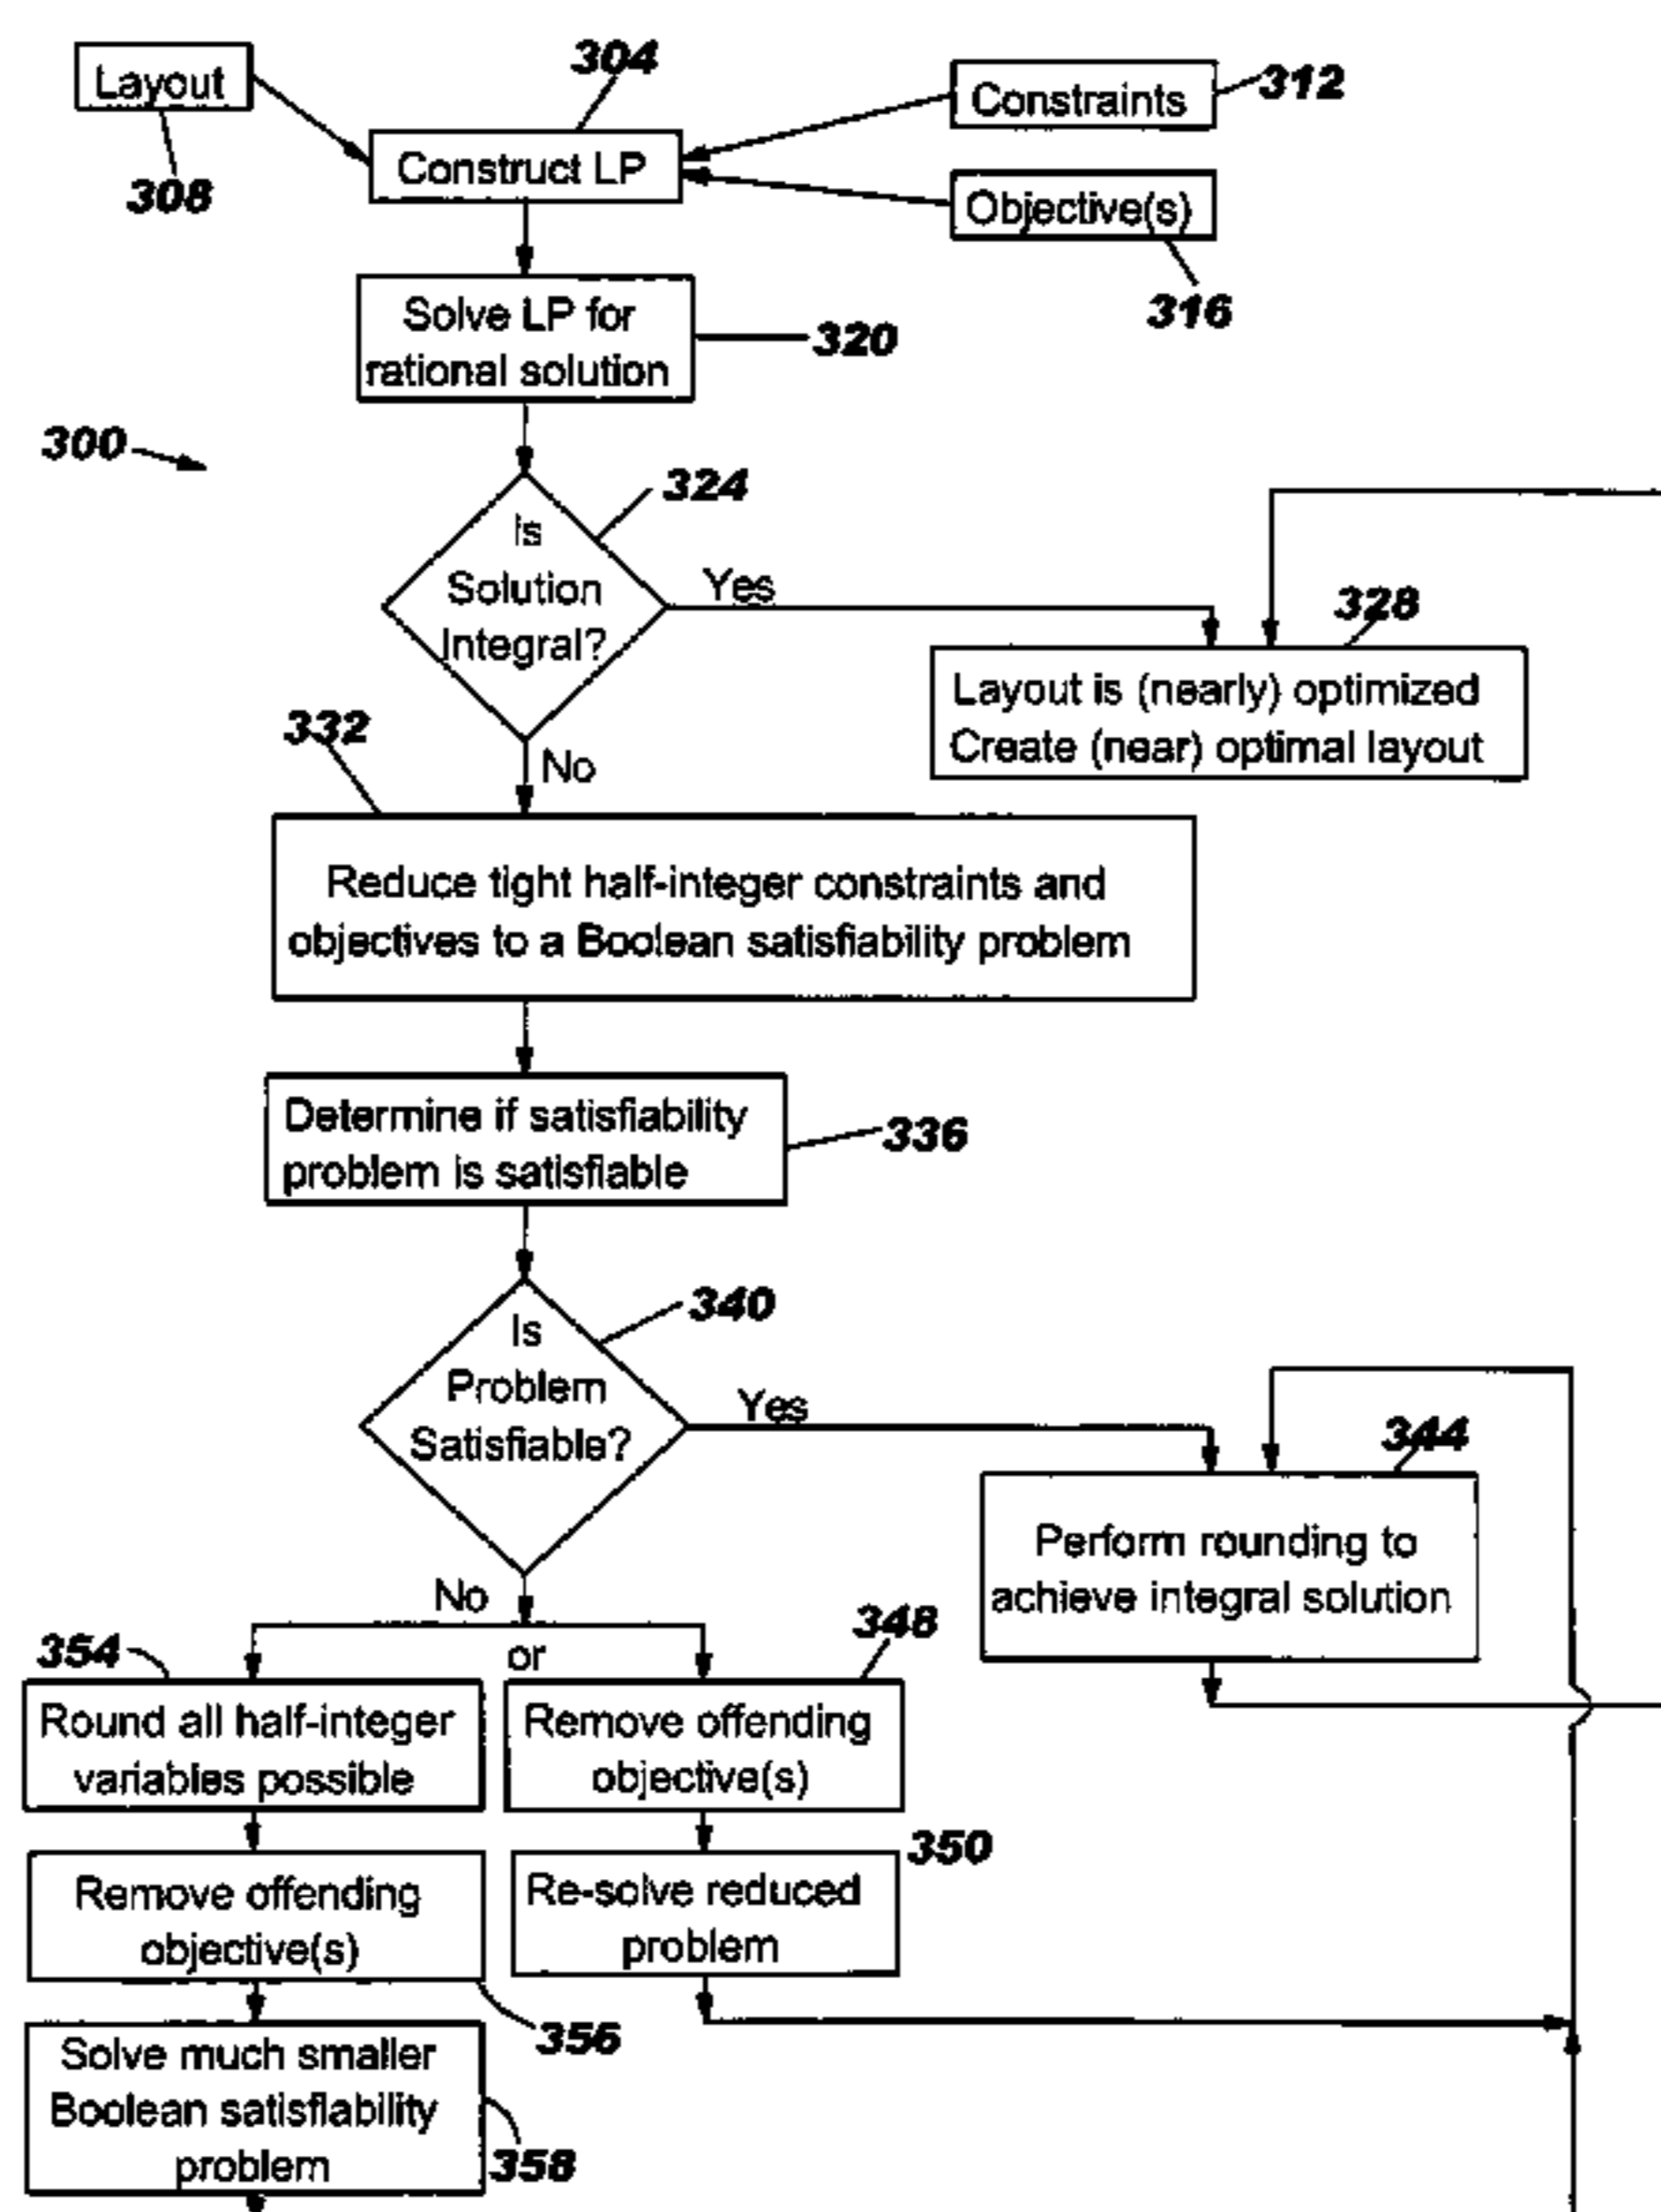 304
Layout
Constraints
312
Construct LP
308
Objective(s)
316
Solve LP for
rational solution
320
300
324
Is
Solution
Integral?
Yes
328
Layout is (nearly) optimized
Create (near) optimal layout
332
No
Reduce tight half-integer constraints and
objectives to a Boolean satisfiability problem
Determine if satisfiability
problem is satisfiable
336
340
Is
Problem
Satisfiable?
Yes
344
Perform rounding to
achieve integral solution
No
or
354
348
Round all half-integer
variables possible
Remove offending
objective(s)
350
Remove offending
objective(s)
Re-solve reduced
problem
356
Solve much smaller
Boolean satisfiability
problem
358